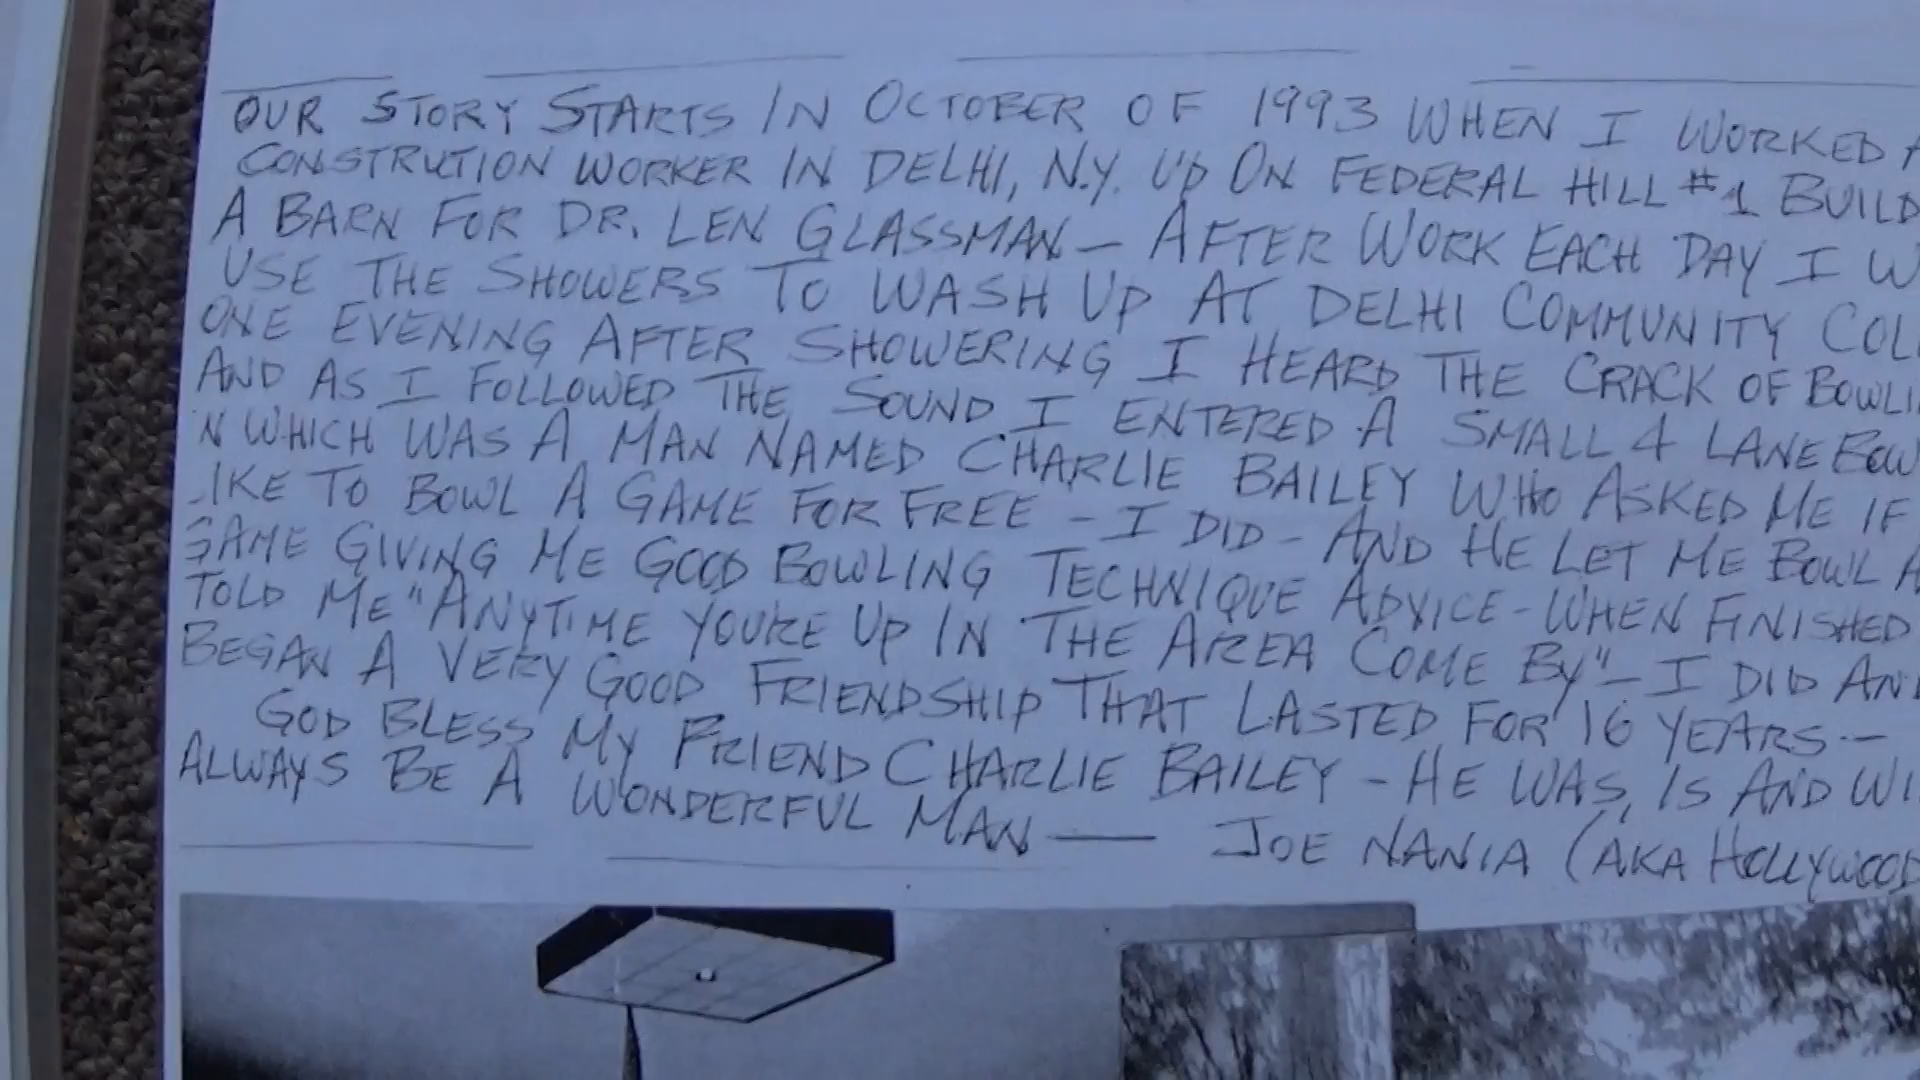 OUR STORY STARTS IN OCTOBER OF 1993 WHEN I WORKED A
CONSTRUTION WORKER IN DELHI, N.Y. UP ON FEDERAL HILL #1 BUILD
A BARN FOR DR. LEN GLASSMAN — AFTER WORK EACH DAY I W
USE THE SHOWERS TO WASH UP AT DELHI COMMUNITY COL
ONE EVENING AFTER SHOWERING I HEARD THE CRACK OF BOWLI
AND AS I FOLLOWED THE SOUND I ENTERED A SMALL 4 LANE BOW
N WHICH WAS A MAN NAMED CHARLIE BAILEY WHO ASKED ME IF
LIKE TO BOWL A GAME FOR FREE - I DID - AND HE LET ME BOWL A
GAME GIVING ME GOOD BOWLING TECHNIQUE ADVICE - WHEN FINISHED
TOLD ME "ANYTIME YOU'RE UP IN THE AREA COME BY" - I DID AND
BEGAN A VERY GOOD FRIENDSHIP THAT LASTED FOR 16 YEARS --
GOD BLESS MY FRIEND CHARLIE BAILEY - HE WAS, IS AND WI
ALWAYS BE A WONDERFUL MAN — JOE NANIA (AKA HOLLYWOOD